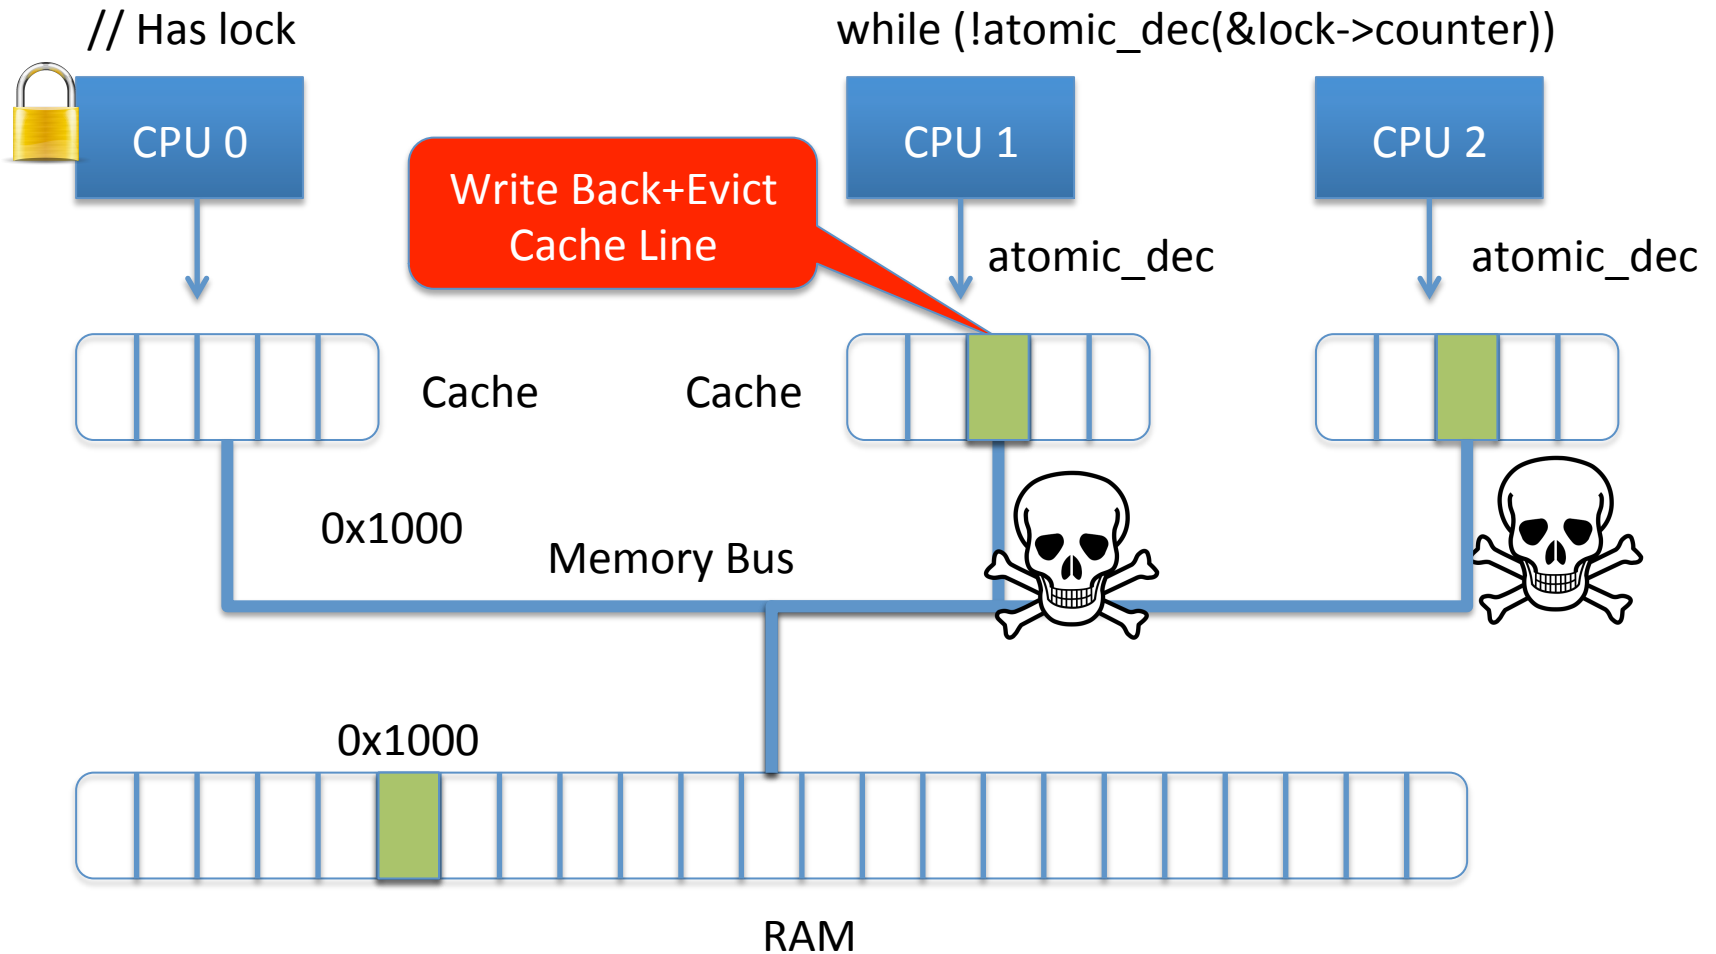 // Has lock
while (!atomic_dec(&lock->counter))
CPU 0
CPU 1
CPU 2
Write Back+Evict
Cache Line
atomic_dec
atomic_dec
Cache
Cache
0x1000
Memory Bus
0x1000
RAM